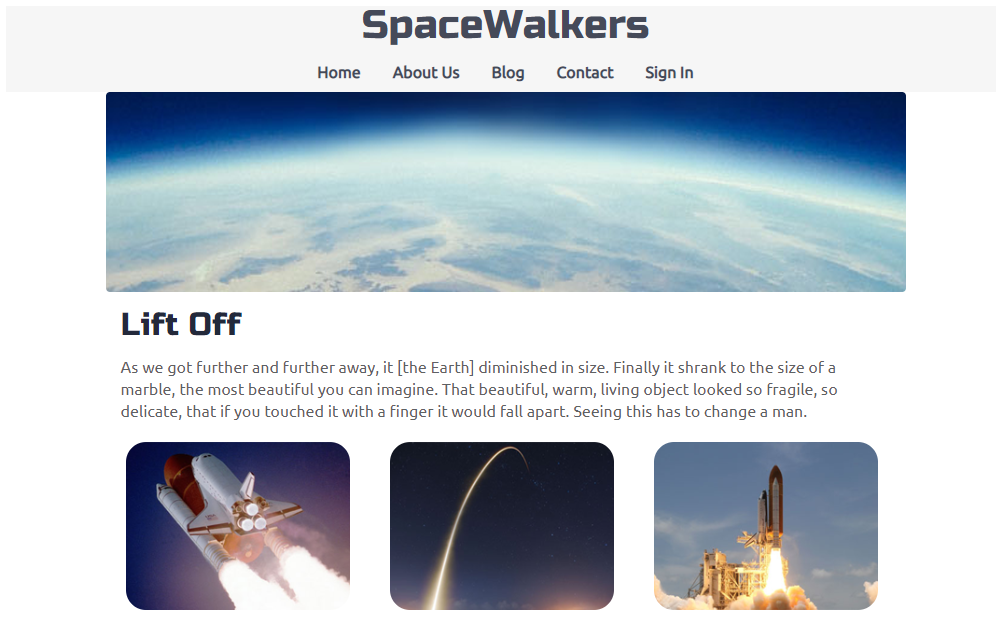 SpaceWalkers
Home About Us Blog Contact Sign In
Lift Off
As we got further and further away, it [the Earth] diminished in size. Finally it shrank to the size of a
marble, the most beautiful you can imagine. That beautiful, warm, living object looked so fragile, so
delicate, that if you touched it with a finger it would fall apart. Seeing this has to change a man.